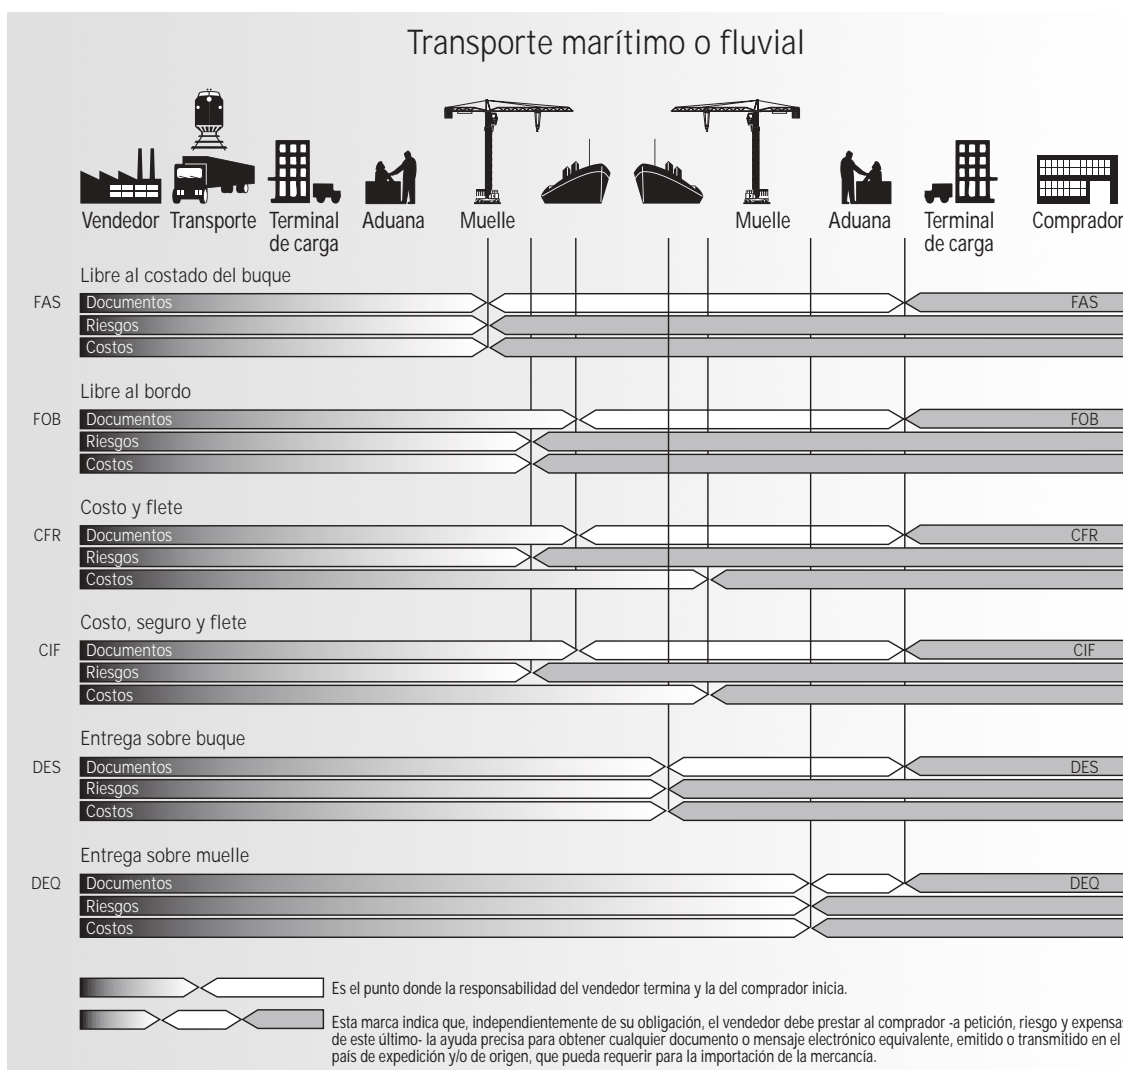 Transporte marítimo o fluvial
Vendedor Transporte Terminal de carga Aduana Muelle Muelle Aduana Terminal de carga Comprador
Libre al costado del buque
FAS Documentos FAS
Riesgos
Costos
Libre al bordo
FOB Documentos FOB
Riesgos
Costos
Costo y flete
CFR Documentos CFR
Riesgos
Costos
Costo, seguro y flete
CIF Documentos CIF
Riesgos
Costos
Entrega sobre buque
DES Documentos DES
Riesgos
Costos
Entrega sobre muelle
DEQ Documentos DEQ
Riesgos
Costos
Es el punto donde la responsabilidad del vendedor termina y la del comprador inicia.
Esta marca indica que, independientemente de su obligación, el vendedor debe prestar al comprador -a petición, riesgo y expensas
de este último- la ayuda precisa para obtener cualquier documento o mensaje electrónico equivalente, emitido o transmitido en el
país de expedición y/o de origen, que pueda requerir para la importación de la mercancía.